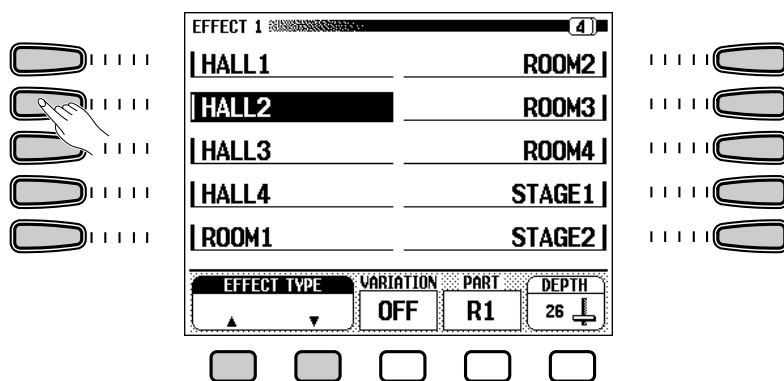 EFFECT 1 4
HALL1 ROOM2
HALL2 ROOM3
HALL3 ROOM4
HALL4 STAGE1
ROOM1 STAGE2
EFFECT TYPE VARIATION PART DEPTH
▲ ▼ OFF R1 26